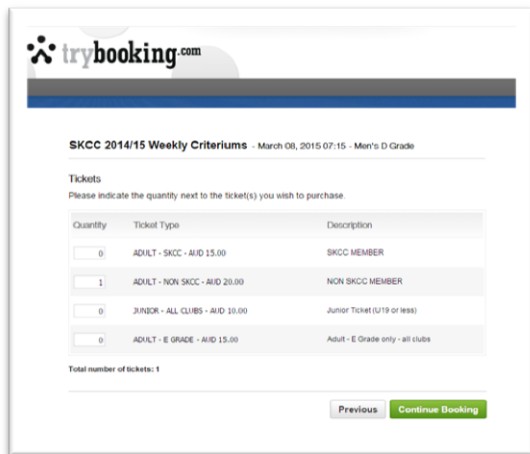 trybooking.com
SKCC 2014/15 Weekly Criteriums - March 08, 2015 07:15 - Men's D Grade
Tickets
Please indicate the quantity next to the ticket(s) you wish to purchase.
Quantity Ticket Type Description
0 ADULT - SKCC - AUD 15.00 SKCC MEMBER
1 ADULT - NON SKCC - AUD 20.00 NON SKCC MEMBER
0 JUNIOR - ALL CLUBS - AUD 10.00 Junior Ticket (U19 or less)
0 ADULT - E GRADE - AUD 15.00 Adult - E Grade only - all clubs
Total number of tickets: 1
Previous Continue Booking